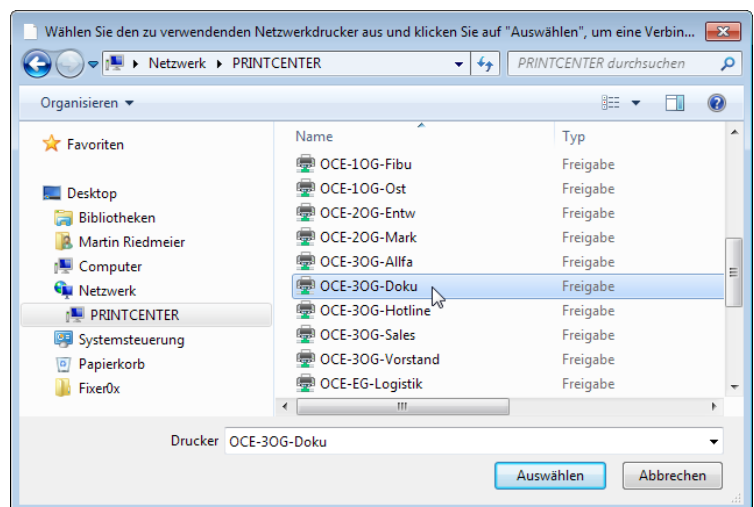 Wählen Sie den zu verwendenden Netzwerkdrucker aus und klicken Sie auf "Auswählen", um eine Verbin...
Netzwerk PRINTCENTER
PRINTCENTER durchsuchen
Organisieren
Favoriten
Desktop
Bibliotheken
Martin Riedmeier
Computer
Netzwerk
PRINTCENTER
Systemsteuerung
Papierkorb
Fixer0x
Name Typ
OCE-1OG-Fibu Freigabe
OCE-1OG-Ost Freigabe
OCE-2OG-Entw Freigabe
OCE-2OG-Mark Freigabe
OCE-3OG-Allfa Freigabe
OCE-3OG-Doku Freigabe
OCE-3OG-Hotline Freigabe
OCE-3OG-Sales Freigabe
OCE-3OG-Vorstand Freigabe
OCE-EG-Logistik Freigabe
Drucker OCE-3OG-Doku
Auswählen Abbrechen